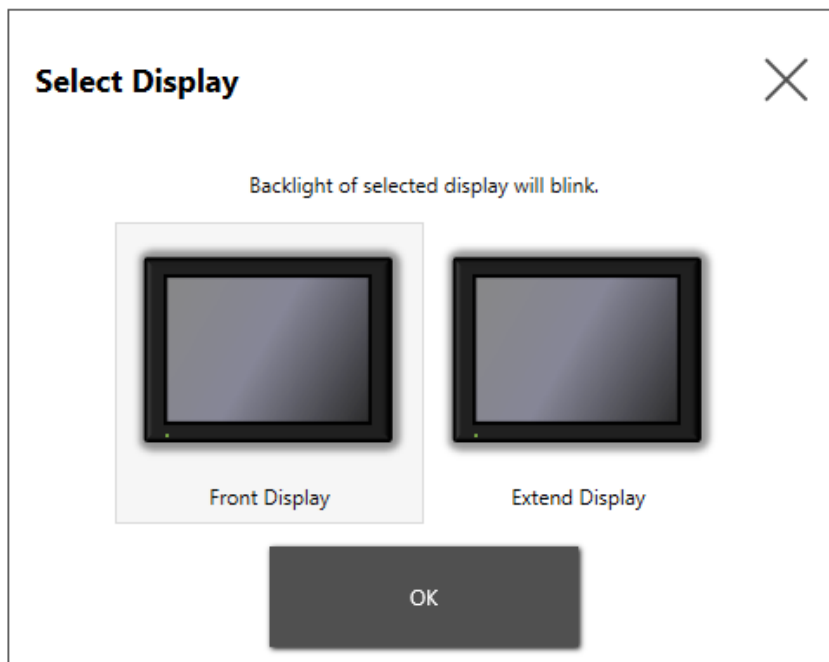 Select Display
Backlight of selected display will blink.
Front Display
Extend Display
OK